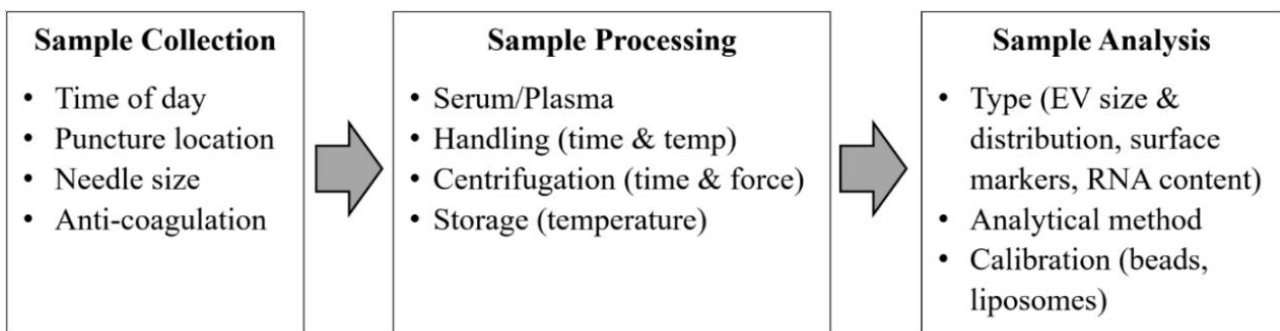 Sample Collection
• Time of day
• Puncture location
• Needle size
• Anti-coagulation
Sample Processing
• Serum/Plasma
• Handling (time & temp)
• Centrifugation (time & force)
• Storage (temperature)
Sample Analysis
• Type (EV size &
distribution, surface
markers, RNA content)
• Analytical method
• Calibration (beads,
liposomes)